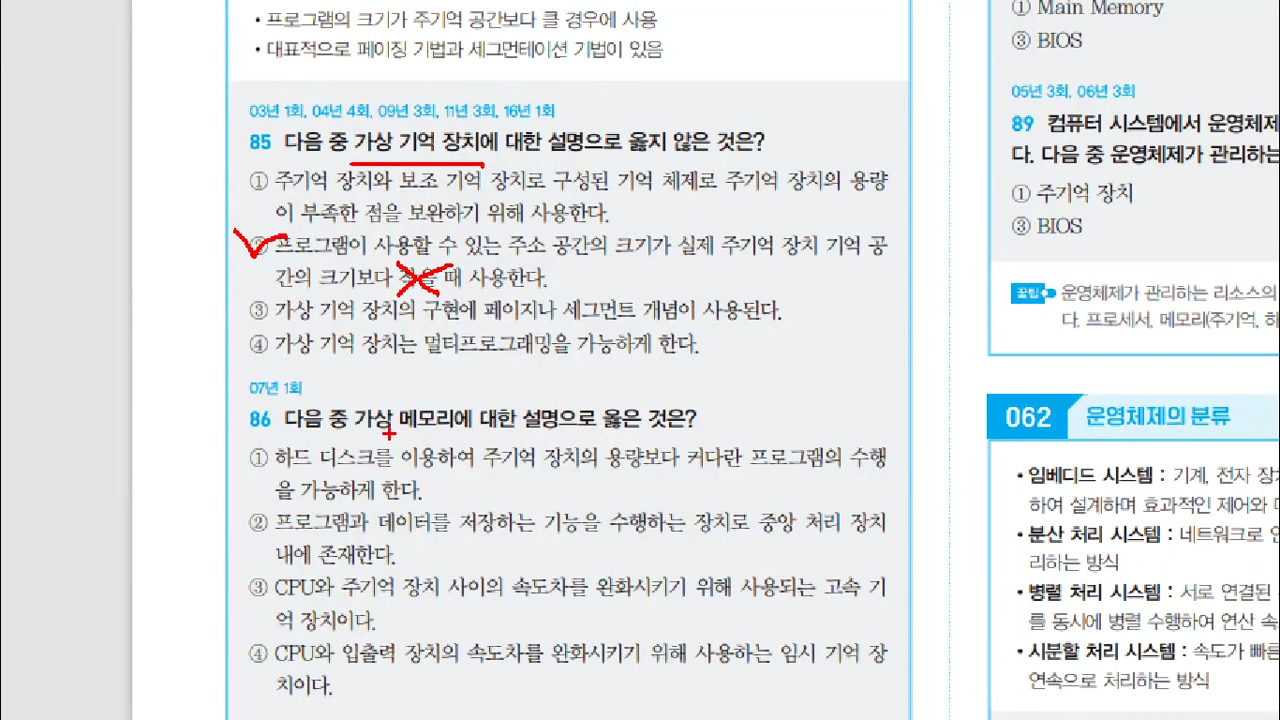 • 프로그램의 크기가 주기억 공간보다 클 경우에 사용
• 대표적으로 페이징 기법과 세그먼테이션 기법이 있음
03년 1회, 04년 4회, 09년 3회, 11년 3회, 16년 1회
85 다음 중 가상 기억 장치에 대한 설명으로 옳지 않은 것은?
① 주기억 장치와 보조 기억 장치로 구성된 기억 체제로 주기억 장치의 용량
이 부족한 점을 보완하기 위해 사용한다.
② 프로그램이 사용할 수 있는 주소 공간의 크기가 실제 주기억 장치 기억 공
간의 크기보다 때 사용한다.
③ 가상 기억 장치의 구현에 페이지나 세그먼트 개념이 사용된다.
④ 가상 기억 장치는 멀티프로그래밍을 가능하게 한다.
07년 1회
86 다음 중 가상 메모리에 대한 설명으로 옳은 것은?
① 하드 디스크를 이용하여 주기억 장치의 용량보다 커다란 프로그램의 수행
을 가능하게 한다.
② 프로그램과 데이터를 저장하는 기능을 수행하는 장치로 중앙 처리 장치
내에 존재한다.
③ CPU와 주기억 장치 사이의 속도차를 완화시키기 위해 사용되는 고속 기
억 장치이다.
④ CPU와 입출력 장치의 속도차를 완화시키기 위해 사용하는 임시 기억 장
치이다.
① Main Memory
③ BIOS
05년 3회, 06년 3회
89 컴퓨터 시스템에서 운영체제
다. 다음 중 운영체제가 관리하는
① 주기억 장치
③ BIOS
꿀팁 운영체제가 관리하는 리소스의
다. 프로세서, 메모리(주기억, 하
062 운영체제의 분류
• 임베디드 시스템 : 기계, 전자 장
하여 설계하며 효과적인 제어와
• 분산 처리 시스템 : 네트워크로
리하는 방식
• 병렬 처리 시스템 : 서로 연결된
를 동시에 병렬 수행하여 연산 속
• 시분할 처리 시스템 : 속도가 빠른
연속으로 처리하는 방식